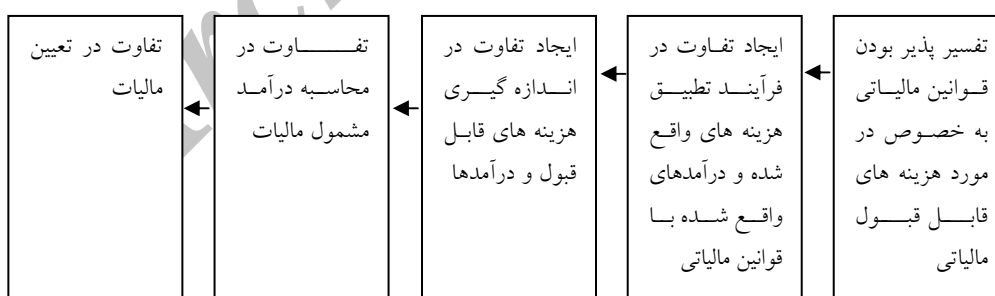 تفسیر پذیر بودن
قوانین مالیاتی
به خصوص در
مورد هزینه های
قابل قبول
مالیاتی
ایجاد تفاوت در
فرآیند تطبیق
هزینه های واقع
شده و درآمدهای
واقع شده با
قوانین مالیاتی
ایجاد تفاوت در
اندازه گیری
هزینه های قابل
قبول و درآمدها
تفاوت در
محاسبه درآمد
مشمول مالیات
تفاوت در تعیین
مالیات